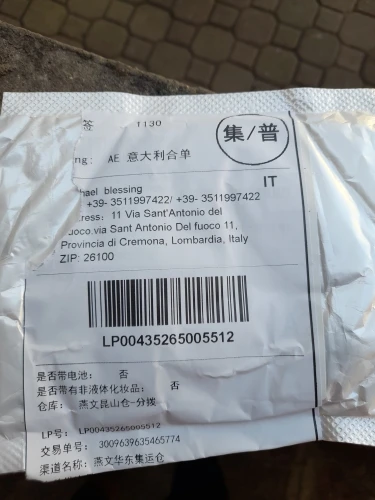 签 1130
集/普
ng: AE 意大利合单
hael blessing
IT
+39- 3511997422/ +39- 3511997422
ress: 11 Via Sant'Antonio del
uoco.via Sant Antonio Del fuoco 11,
Provincia di Cremona, Lombardia, Italy
ZIP: 26100
LP00435265005512
是否带电池: 否
是否带有非液体化妆品: 否
仓库: 燕文昆山仓-分拨
LP号: LP00435265005512
交易单号: 3009639635465774
渠道名称: 燕文华东集运仓